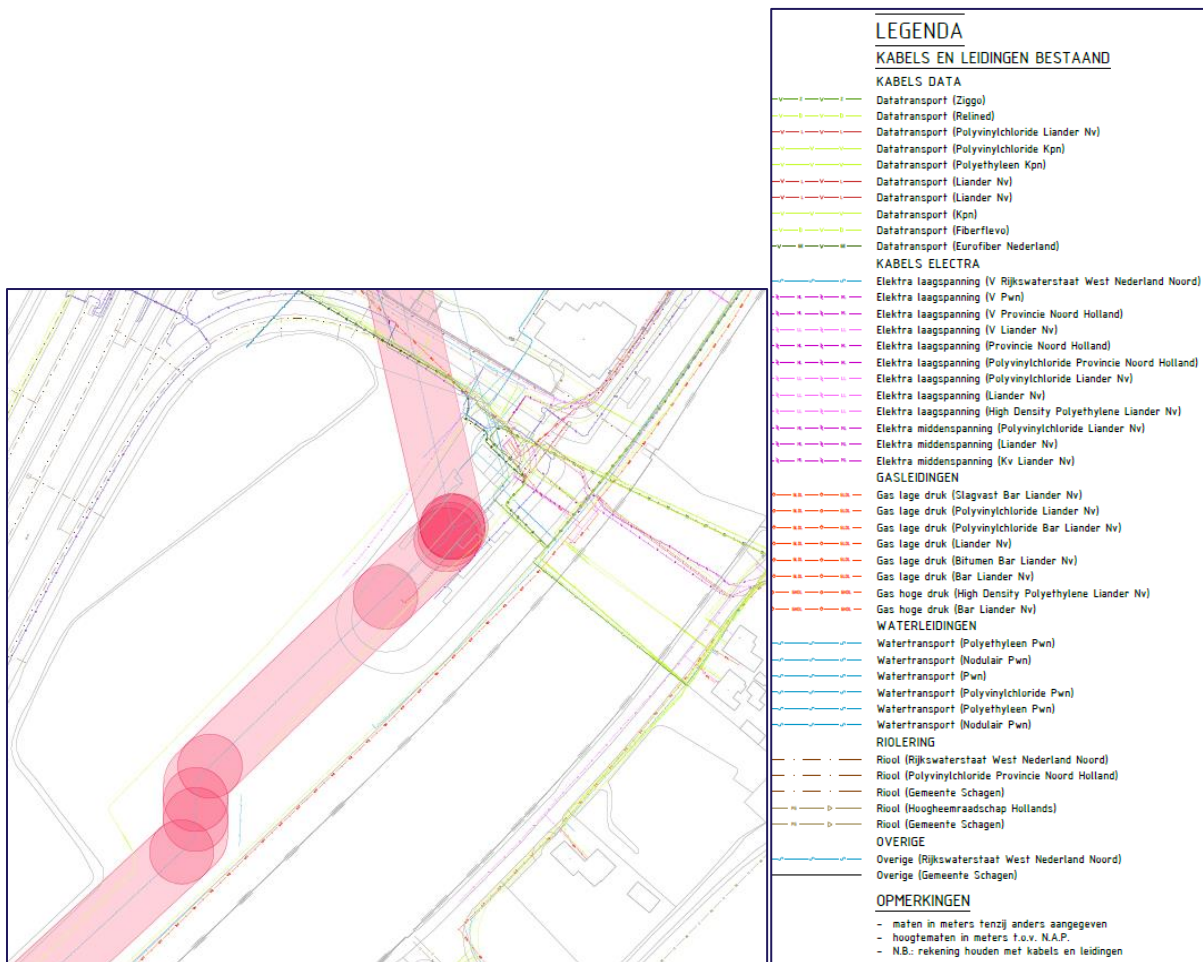 LEGENDA
KABELS EN LEIDINGEN BESTAAND
KABELS DATA
Datatransport (Ziggo)
Datatransport (Relined)
Datatransport (Polyvinylchloride Liander Nv)
Datatransport (Polyvinylchloride Kpn)
Datatransport (Polyethyleen Kpn)
Datatransport (Liander Nv)
Datatransport (Liander Nv)
Datatransport (Kpn)
Datatransport (Fiberflevo)
Datatransport (Eurofiber Nederland)
KABELS ELECTRA
Elektra laagspanning (V Rijkswaterstaat West Nederland Noord)
Elektra laagspanning (V Pwn)
Elektra laagspanning (V Provincie Noord Holland)
Elektra laagspanning (V Liander Nv)
Elektra laagspanning (Provincie Noord Holland)
Elektra laagspanning (Polyvinylchloride Provincie Noord Holland)
Elektra laagspanning (Polyvinylchloride Liander Nv)
Elektra laagspanning (Liander Nv)
Elektra laagspanning (High Density Polyethylene Liander Nv)
Elektra middenspanning (Polyvinylchloride Liander Nv)
Elektra middenspanning (Liander Nv)
Elektra middenspanning (Kv Liander Nv)
GASLEIDINGEN
Gas lage druk (Slagvast Bar Liander Nv)
Gas lage druk (Polyvinylchloride Liander Nv)
Gas lage druk (Polyvinylchloride Bar Liander Nv)
Gas lage druk (Liander Nv)
Gas lage druk (Bitumen Bar Liander Nv)
Gas lage druk (Bar Liander Nv)
Gas hoge druk (High Density Polyethylene Liander Nv)
Gas hoge druk (Bar Liander Nv)
WATERLEIDINGEN
Watertransport (Polyethyleen Pwn)
Watertransport (Nodulair Pwn)
Watertransport (Pwn)
Watertransport (Polyvinylchloride Pwn)
Watertransport (Polyethyleen Pwn)
Watertransport (Nodulair Pwn)
RIOLERING
Riool (Rijkswaterstaat West Nederland Noord)
Riool (Polyvinylchloride Provincie Noord Holland)
Riool (Gemeente Schagen)
Riool (Hoogheemraadschap Hollands)
Riool (Gemeente Schagen)
OVERIGE
Overige (Rijkswaterstaat West Nederland Noord)
Overige (Gemeente Schagen)
OPMERKINGEN
- maten in meters tenzij anders aangegeven
- hoogtematen in meters t.o.v. N.A.P.
- N.B.: rekening houden met kabels en leidingen